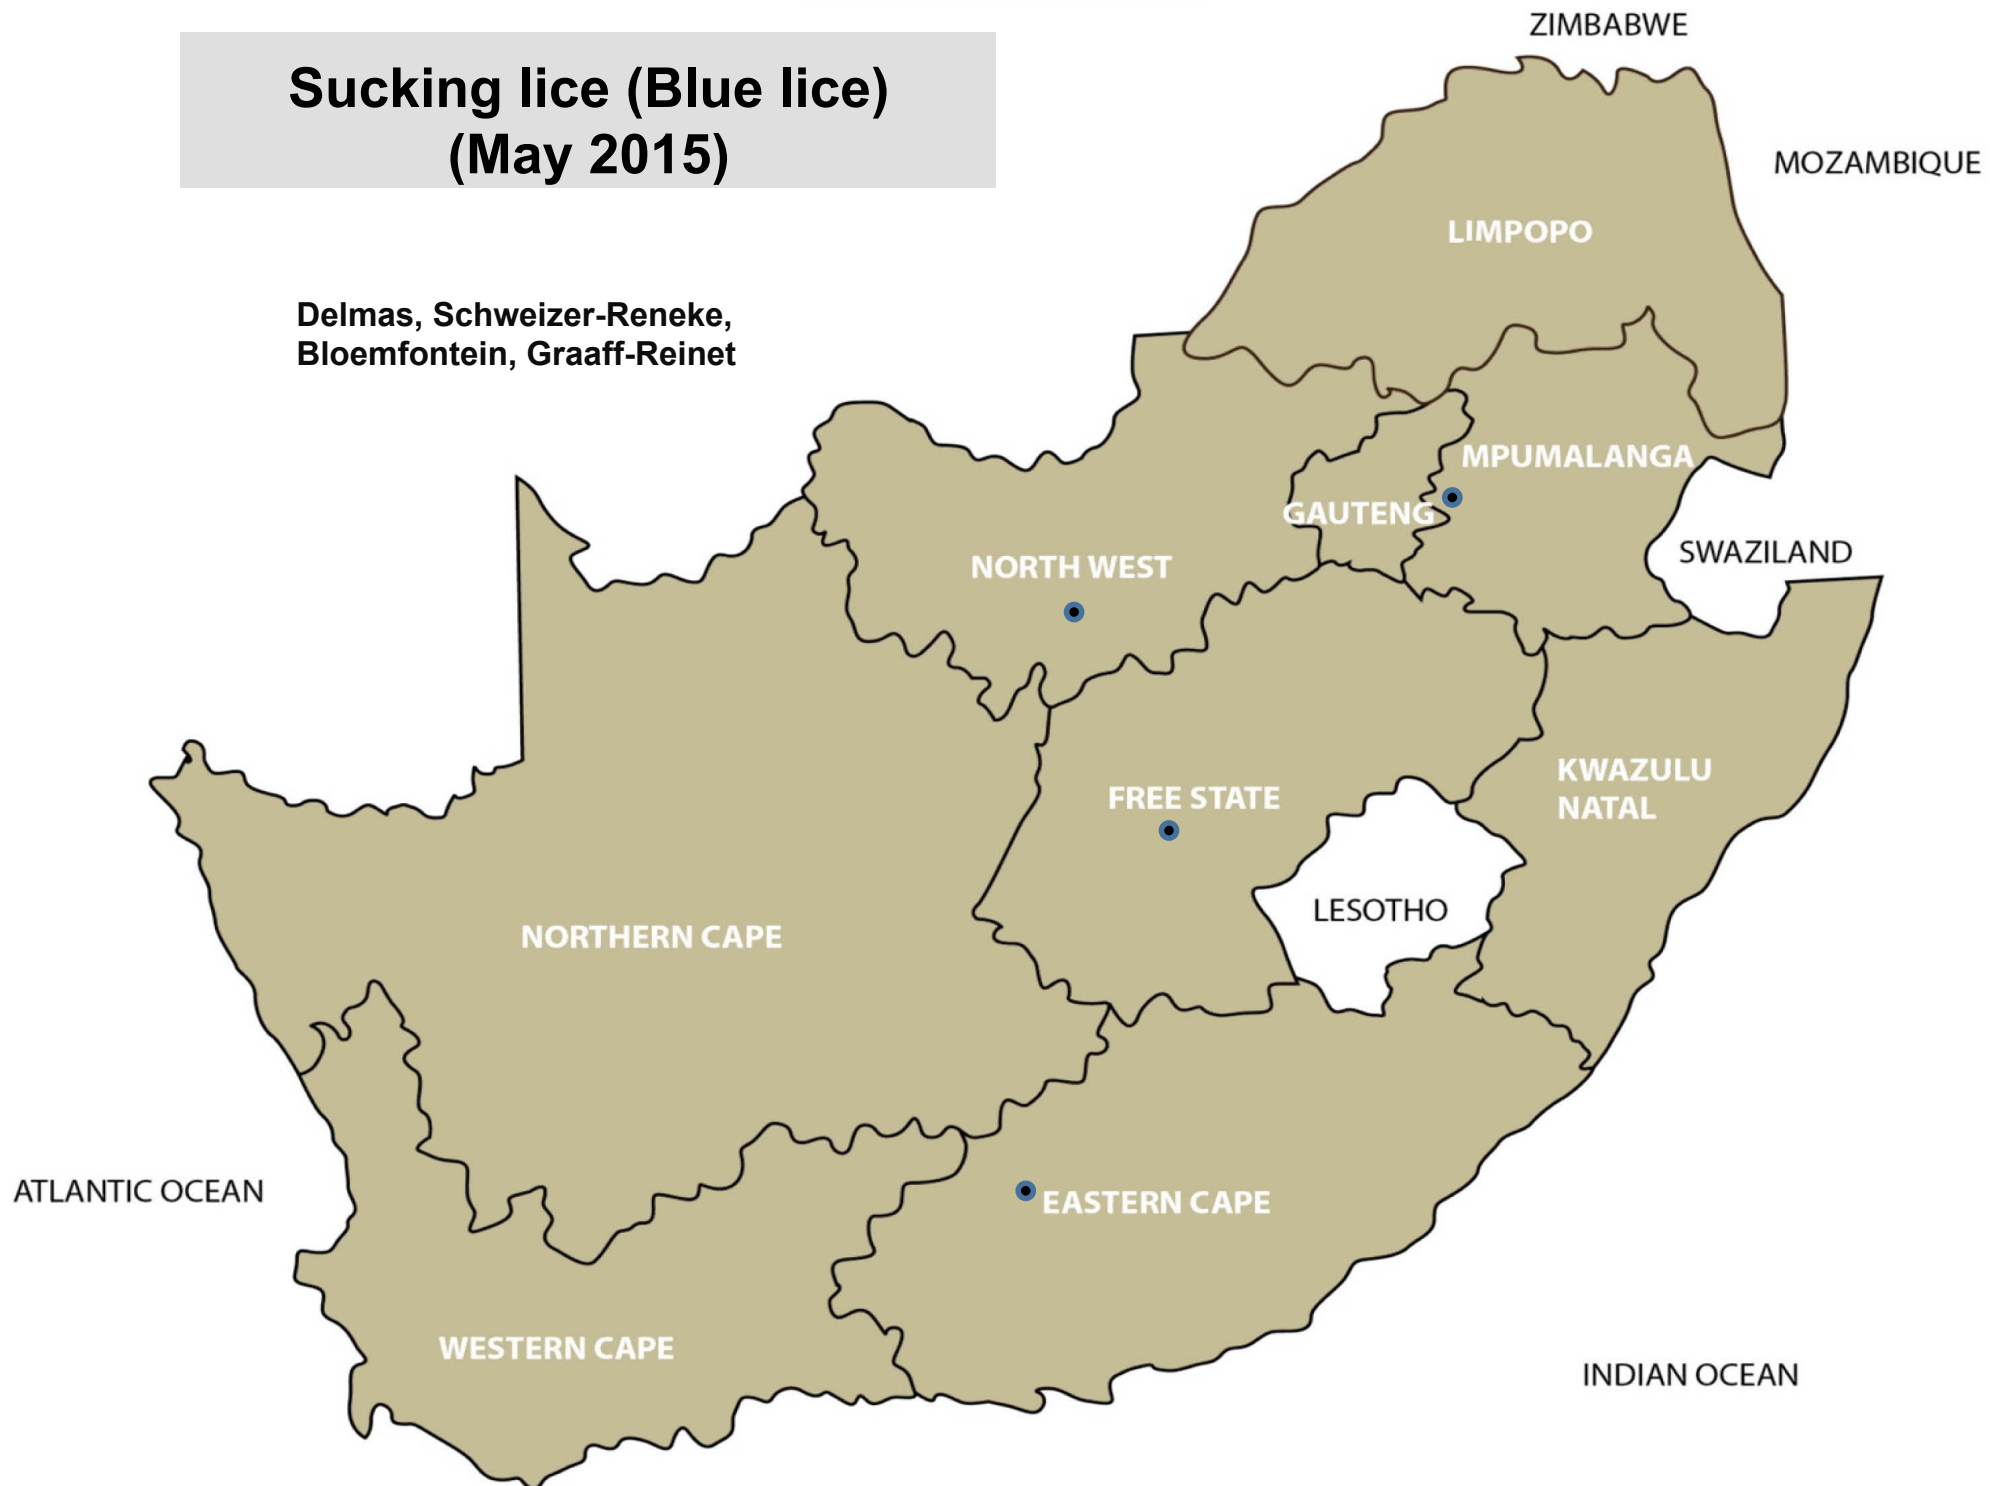 ZIMBABWE
Sucking lice (Blue lice)
(May 2015)
MOZAMBIQUE
LIMPOPO
Delmas, Schweizer-Reneke,
Bloemfontein, Graaff-Reinet
MPUMALANGA
GAUTENG
SWAZILAND
NORTH WEST
KWAZULU
NATAL
FREE STATE
LESOTHO
NORTHERN CAPE
ATLANTIC OCEAN
EASTERN CAPE
WESTERN CAPE
INDIAN OCEAN